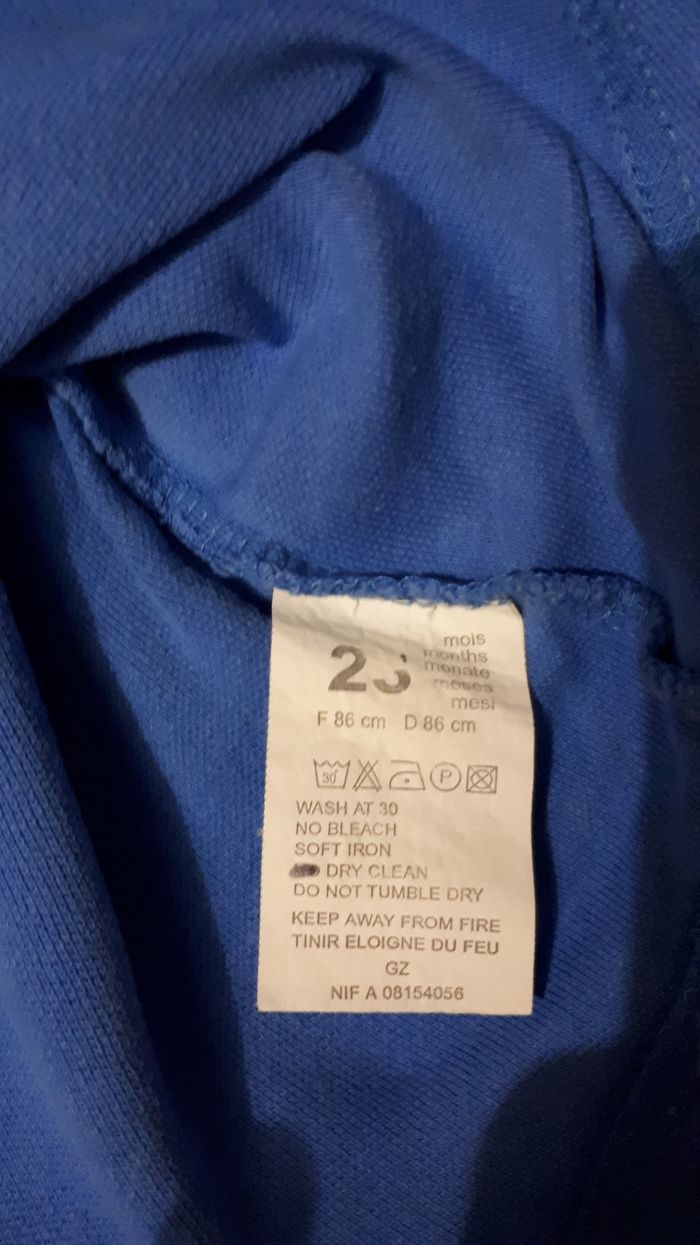 23
mois
months
monate
meses
mesi
F 86 cm D 86 cm
30°
P
WASH AT 30
NO BLEACH
SOFT IRON
DRY CLEAN
DO NOT TUMBLE DRY
KEEP AWAY FROM FIRE
TINIR ELOIGNE DU FEU
GZ
NIF A 08154056